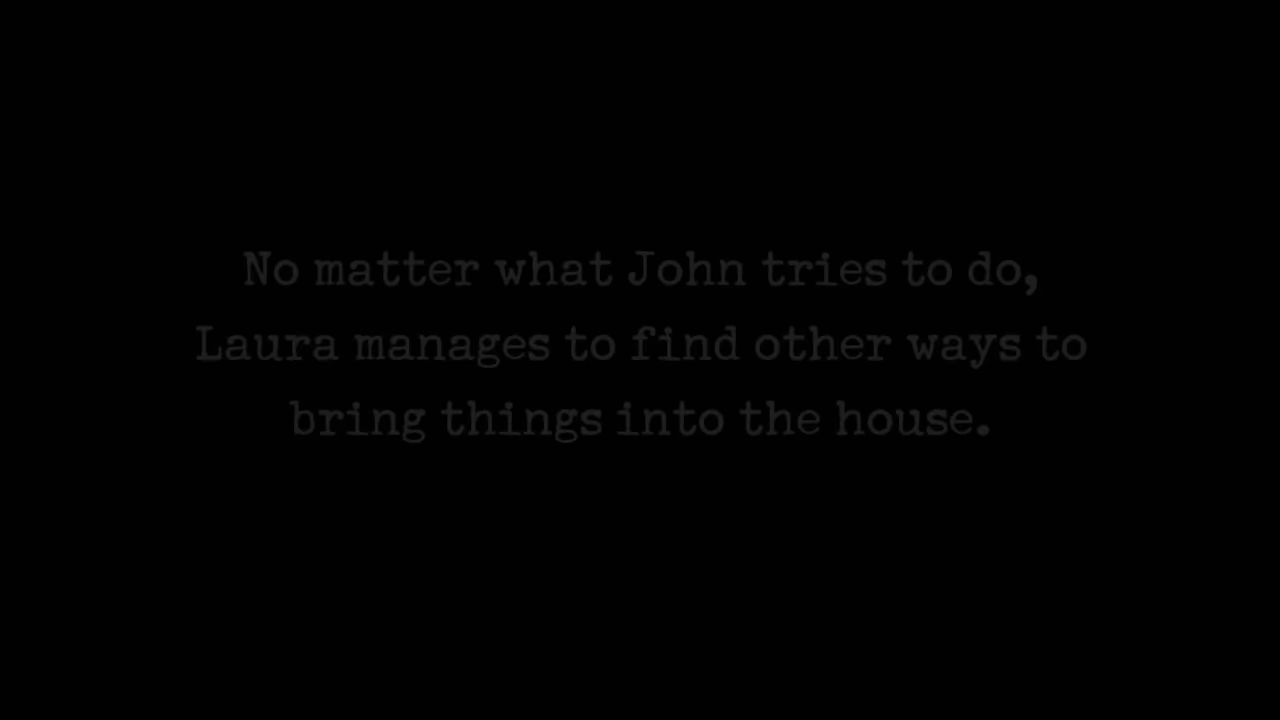 No matter what John tries to do,
Laura manages to find other ways to
bring things into the house.